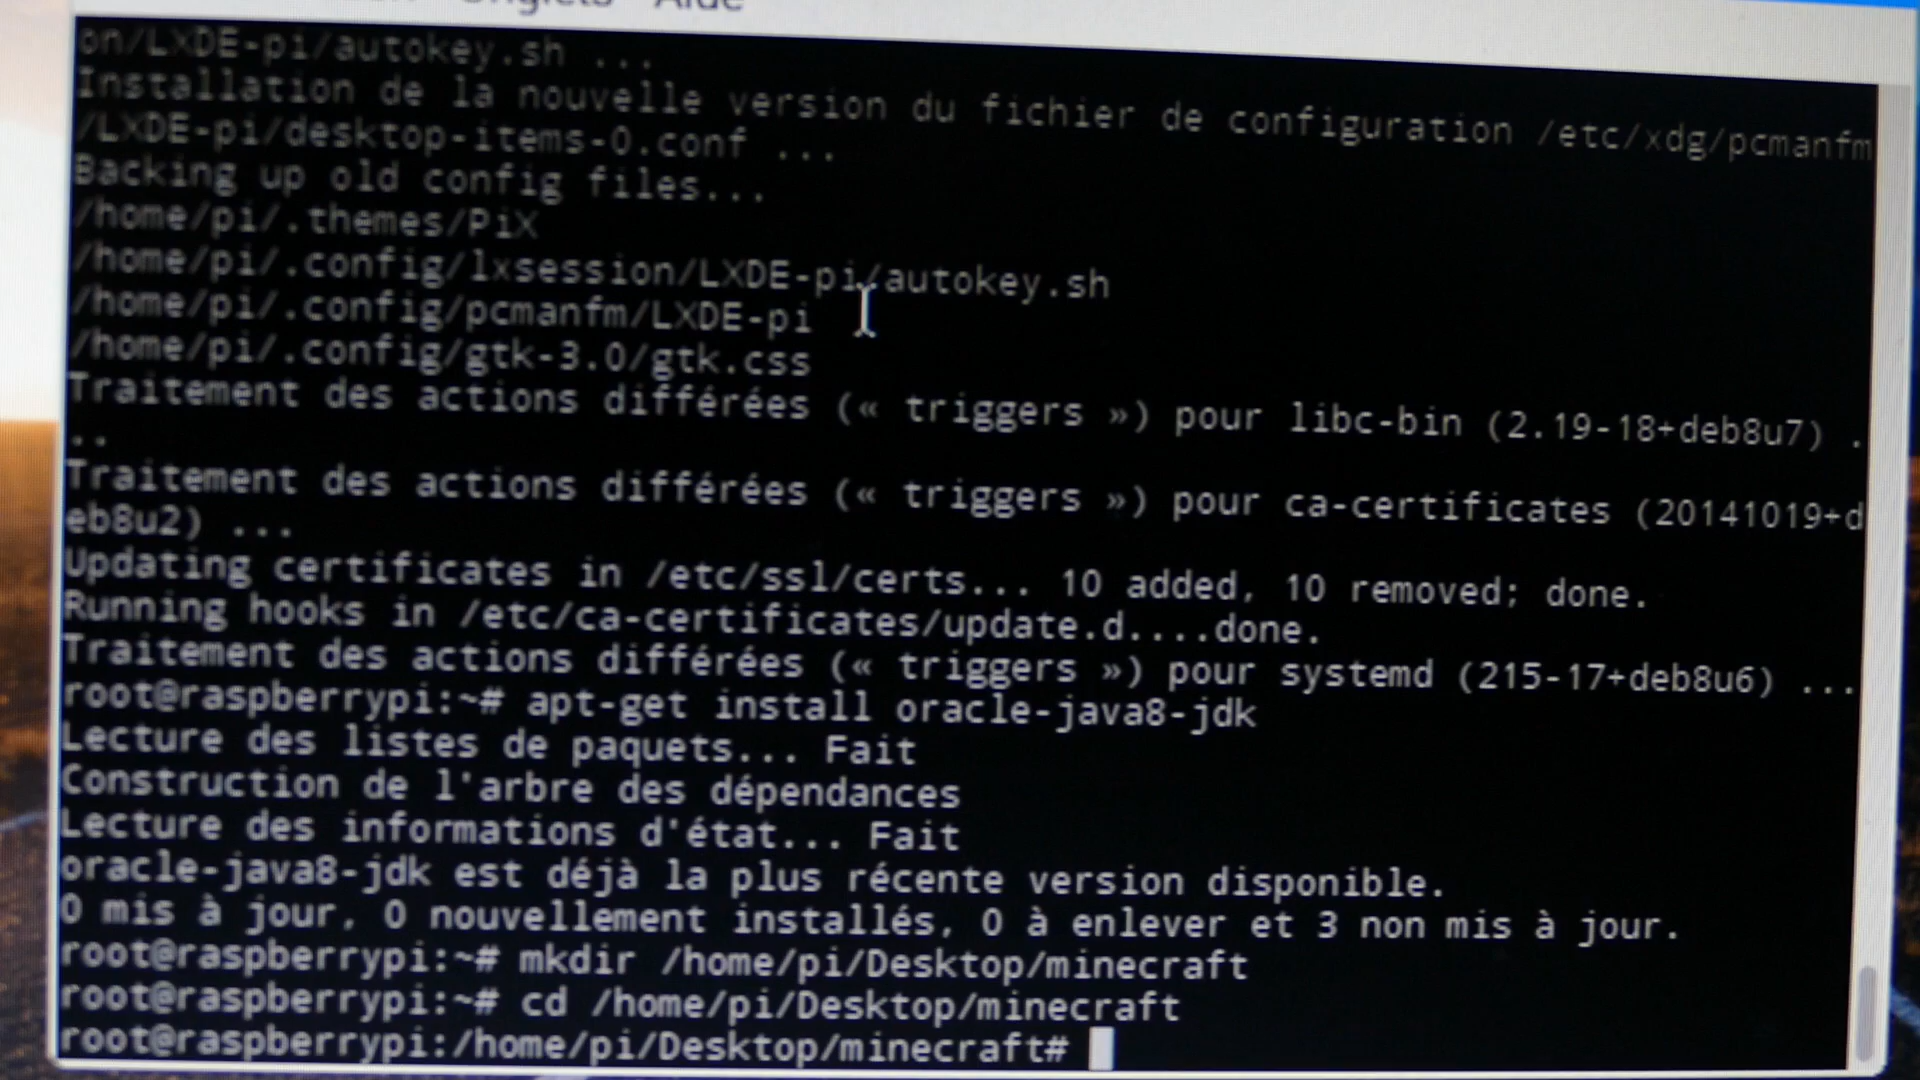 Onglets Aide
on/LXDE-pi/autokey.sh ...
Installation de la nouvelle version du fichier de configuration /etc/xdg/pcmanfm
/LXDE-pi/desktop-items-0.conf ...
Backing up old config files...
/home/pi/.themes/PiX
/home/pi/.config/lxsession/LXDE-pi/autokey.sh
/home/pi/.config/pcmanfm/LXDE-pi
/home/pi/.config/gtk-3.0/gtk.css
Traitement des actions différées (« triggers ») pour libc-bin (2.19-18+deb8u7) .
..
Traitement des actions différées (« triggers ») pour ca-certificates (20141019+d
eb8u2) ...
Updating certificates in /etc/ssl/certs... 10 added, 10 removed; done.
Running hooks in /etc/ca-certificates/update.d....done.
Traitement des actions différées (« triggers ») pour systemd (215-17+deb8u6) ...
root@raspberrypi:~# apt-get install oracle-java8-jdk
Lecture des listes de paquets... Fait
Construction de l'arbre des dépendances
Lecture des informations d'état... Fait
oracle-java8-jdk est déjà la plus récente version disponible.
0 mis à jour, 0 nouvellement installés, 0 à enlever et 3 non mis à jour.
root@raspberrypi:~# mkdir /home/pi/Desktop/minecraft
root@raspberrypi:~# cd /home/pi/Desktop/minecraft
root@raspberrypi:/home/pi/Desktop/minecraft#